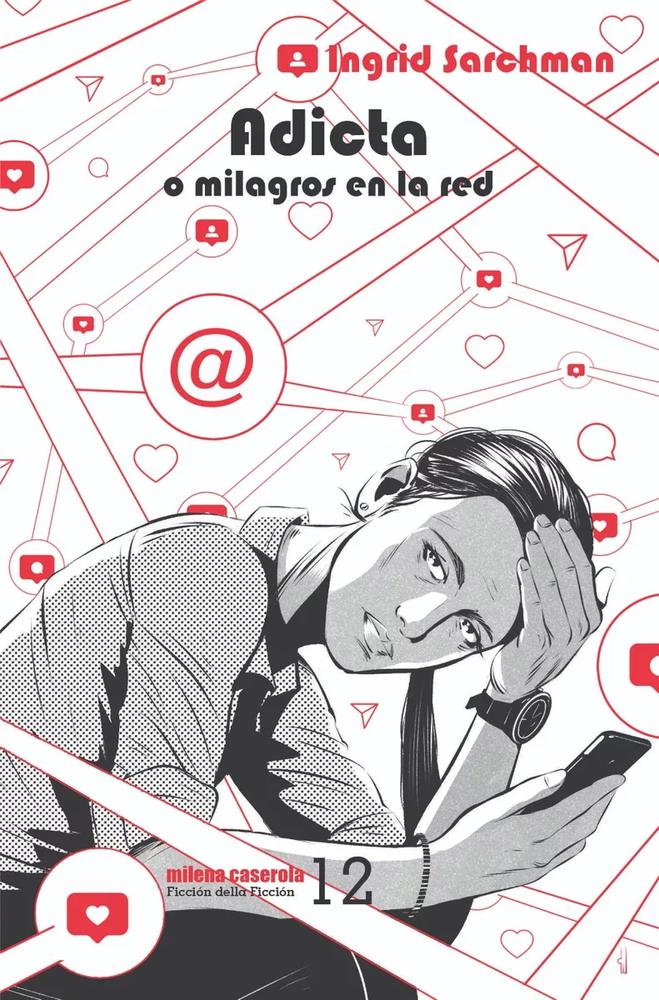 Ingrid Sarchman
Adicta
o milagros en la red
@
milena caserola
Ficción della Ficción
12